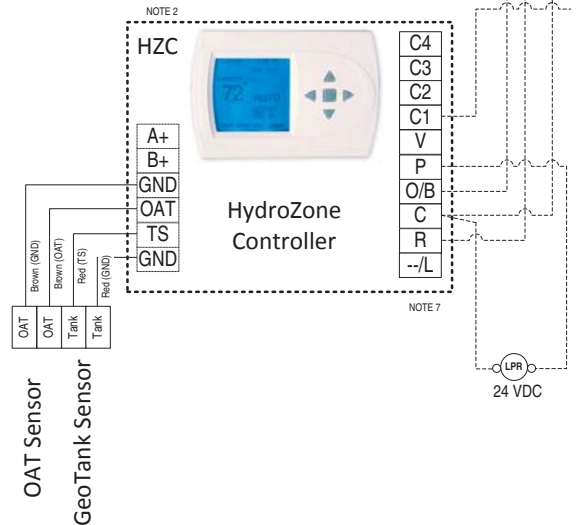 NOTE 2
HZC
72°
AUTO
C4
C3
C2
C1
V
P
O/B
C
R
--/L
A+
B+
GND
OAT
TS
GND
HydroZone
Controller
NOTE 7
Brown (GND)
Brown (OAT)
Red (TS)
Red (GND)
OAT
OAT
Tank
Tank
OAT Sensor
GeoTank Sensor
LPR
24 VDC